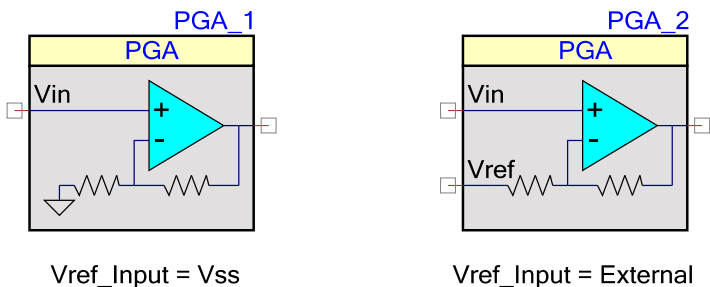 PGA_1
PGA
Vin
+
-
Vref_Input = Vss
PGA_2
PGA
Vin
+
-
Vref
Vref_Input = External